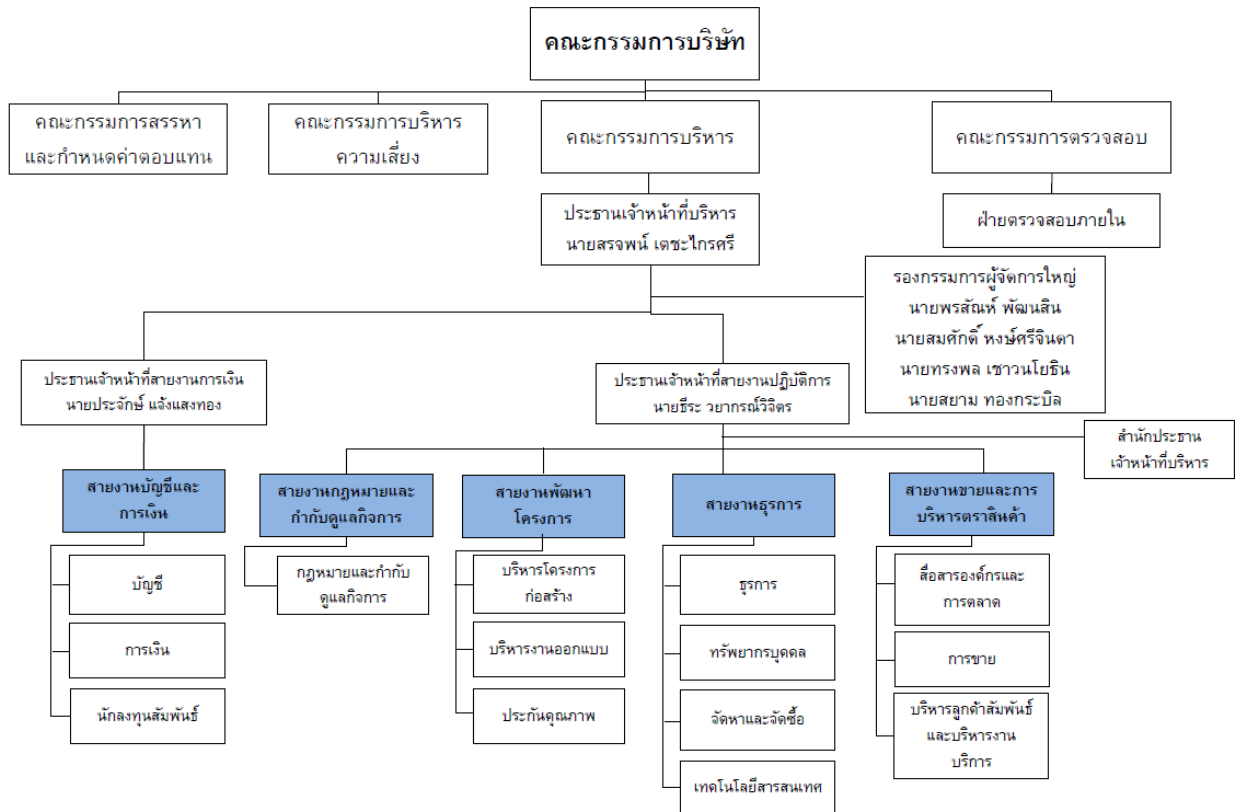 คณะกรรมการบริษัท
คณะกรรมการสรรหา
และกำหนดค่าตอบแทน
คณะกรรมการบริหาร
ความเสี่ยง
คณะกรรมการบริหาร
คณะกรรมการตรวจสอบ
ประธานเจ้าหน้าที่บริหาร
นายสรจพน์ เตชะไกรศรี
ฝ่ายตรวจสอบภายใน
รองกรรมการผู้จัดการใหญ่
นายพรสัณห์ พัฒนสิน
นายสมศักดิ์ หงษ์ศรีจินดา
นายทรงพล เชาวนโยธิน
นายสยาม ทองกระบิล
ประธานเจ้าหน้าที่สายงานการเงิน
นายประจักษ์ แจ้งแสงทอง
ประธานเจ้าหน้าที่สายงานปฏิบัติการ
นายธีระ วยากรณ์วิจิตร
สำนักประธาน
เจ้าหน้าที่บริหาร
สายงานบัญชีและ
การเงิน
สายงานกฎหมายและ
กำกับดูแลกิจการ
สายงานพัฒนา
โครงการ
สายงานธุรการ
สายงานขายและการ
บริหารตราสินค้า
บัญชี
การเงิน
นักลงทุนสัมพันธ์
กฎหมายและกำกับ
ดูแลกิจการ
บริหารโครงการ
ก่อสร้าง
บริหารงานออกแบบ
ประกันคุณภาพ
ธุรการ
ทรัพยากรบุคคล
จัดหาและจัดซื้อ
เทคโนโลยีสารสนเทศ
สื่อสารองค์กรและ
การตลาด
การขาย
บริหารลูกค้าสัมพันธ์
และบริหารงาน
บริการ